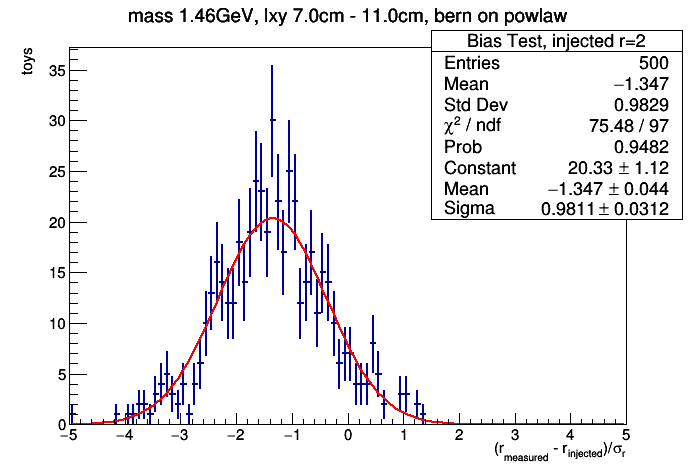 mass 1.46GeV, lxy 7.0cm - 11.0cm, bern on powlaw
toys
Bias Test, injected r=2
Entries 500
Mean −1.347
Std Dev 0.9829
χ² / ndf 75.48 / 97
Prob 0.9482
Constant 20.33 ± 1.12
Mean −1.347 ± 0.044
Sigma 0.9811 ± 0.0312
35
30
25
20
15
10
5
0
−5 −4 −3 −2 −1 0 1 2 3 4 5
(r_measured - r_injected)/σ_r